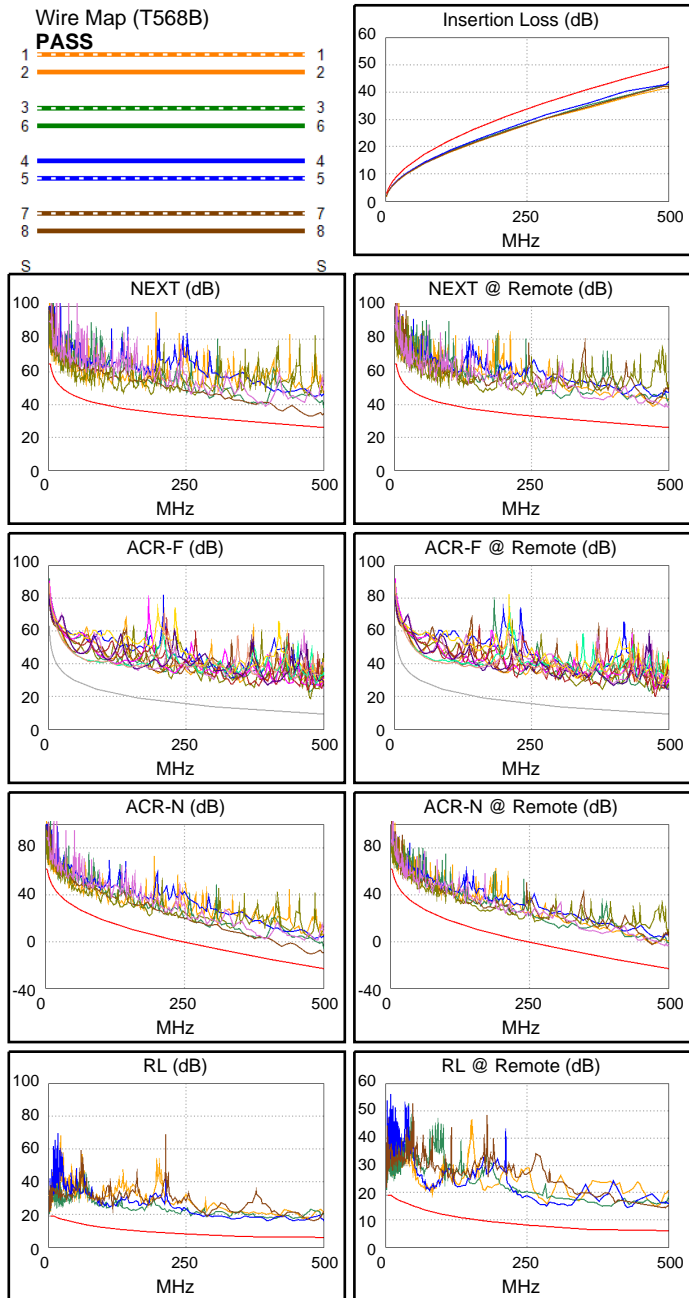 Wire Map (T568B)
PASS
1 1
2 2
3 3
6 6
4 4
5 5
7 7
8 8
S S
Insertion Loss (dB)
60
50
40
30
20
10
0
0 250 500
MHz
NEXT (dB)
100
80
60
40
20
0
0 250 500
MHz
NEXT @ Remote (dB)
100
80
60
40
20
0
0 250 500
MHz
ACR-F (dB)
100
80
60
40
20
0
0 250 500
MHz
ACR-F @ Remote (dB)
100
80
60
40
20
0
0 250 500
MHz
ACR-N (dB)
80
40
0
-40
0 250 500
MHz
ACR-N @ Remote (dB)
80
40
0
-40
0 250 500
MHz
RL (dB)
100
80
60
40
20
0
0 250 500
MHz
RL @ Remote (dB)
60
50
40
30
20
10
0
0 250 500
MHz